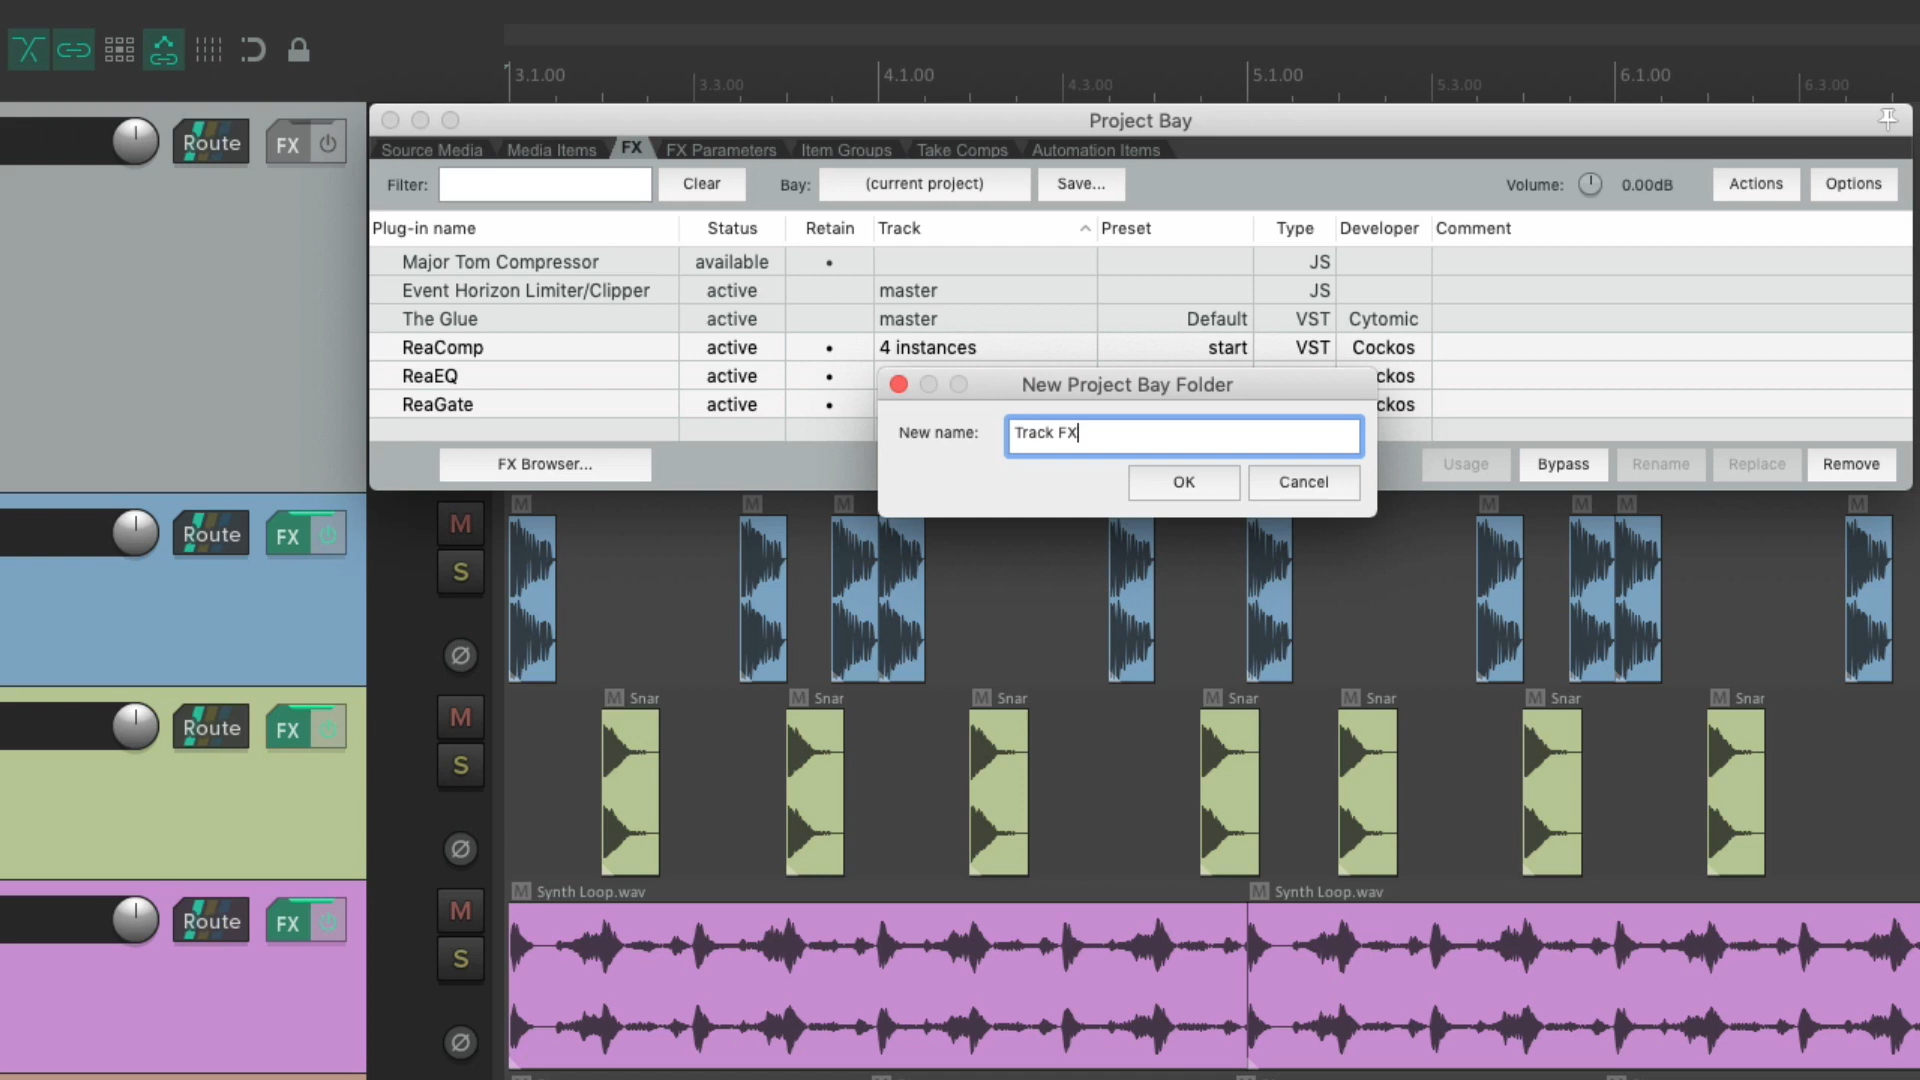 3.1.00 3.3.00 4.1.00 4.3.00 5.1.00 5.3.00 6.1.00 6.3.00
Project Bay
Source Media Media Items FX FX Parameters Item Groups Take Comps Automation Items
Filter: Clear Bay: (current project) Save... Volume: 0.00dB Actions Options
Plug-in name Status Retain Track Preset Type Developer Comment
Major Tom Compressor available • JS
Event Horizon Limiter/Clipper active master JS
The Glue active master Default VST Cytomic
ReaComp active • 4 instances start VST Cockos
ReaEQ active • ckos
ReaGate active • ckos
New Project Bay Folder
New name: Track FX
OK Cancel
FX Browser... Usage Bypass Rename Replace Remove
Route FX
Route FX M S Ø
M M M M M M M
Route FX M S Ø
M Snar M Snar M Snar M Snar M Snar M Snar M Snar
Route FX M S Ø
M Synth Loop.wav M Synth Loop.wav